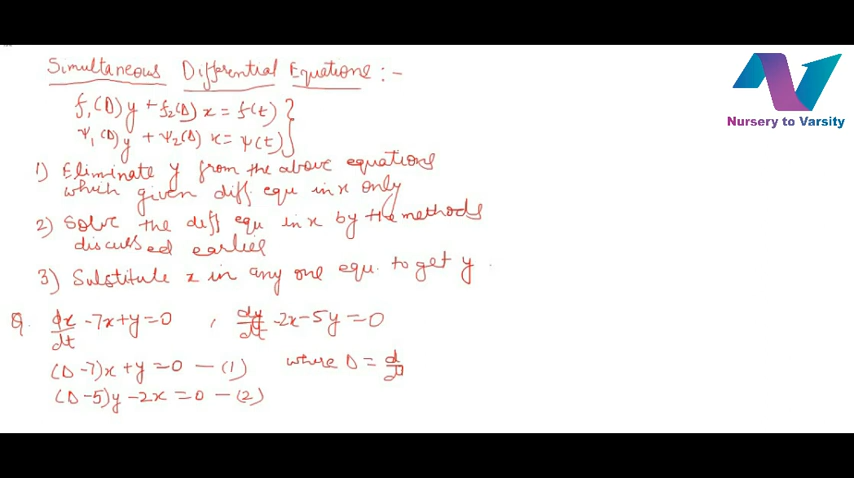 Simultaneous Differential Equations :-
f₁(D)y + f₂(D)x = f(t) }
ψ₁(D)y + ψ₂(D)x = ψ(t) }
1) Eliminate y from the above equations
which given diff. equ in x only
2) Solve the diff equ in x by the methods
discussed earlier
3) Substitute x in any one equ. to get y.
Q. dx/dt - 7x + y = 0 , dy/dt - 2x - 5y = 0
(D - 7)x + y = 0 — (1) where D = d/dt
(D - 5)y - 2x = 0 — (2)
Nursery to Varsity